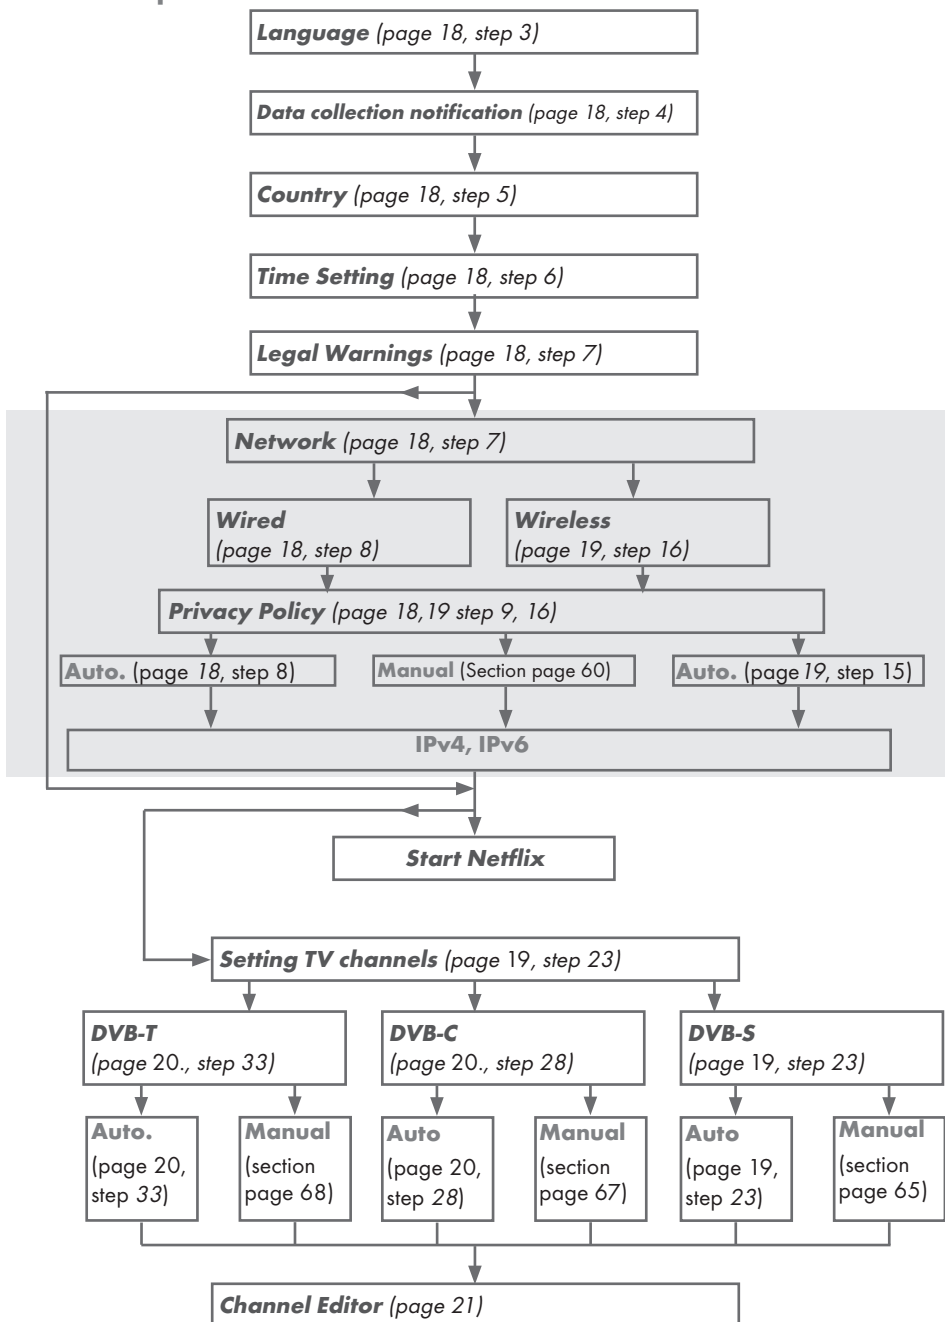 Language (page 18, step 3)
Data collection notification (page 18, step 4)
Country (page 18, step 5)
Time Setting (page 18, step 6)
Legal Warnings (page 18, step 7)
Network (page 18, step 7)
Wired
(page 18, step 8)
Wireless
(page 19, step 16)
Privacy Policy (page 18,19 step 9, 16)
Auto. (page 18, step 8)
Manual (Section page 60)
Auto. (page 19, step 15)
IPv4, IPv6
Start Netflix
Setting TV channels (page 19, step 23)
DVB-T
(page 20., step 33)
DVB-C
(page 20., step 28)
DVB-S
(page 19, step 23)
Auto.
(page 20,
step 33)
Manual
(section
page 68)
Auto
(page 20,
step 28)
Manual
(section
page 67)
Auto
(page 19,
step 23)
Manual
(section
page 65)
Channel Editor (page 21)